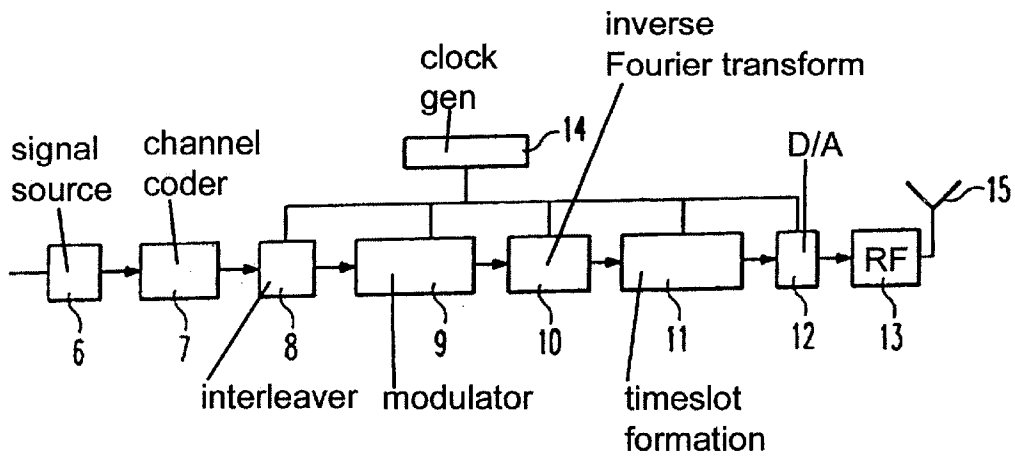 inverse
Fourier transform
clock
gen
14
D/A
signal
source
channel
coder
15
RF
6
7
8
9
10
11
12
13
interleaver
modulator
timeslot
formation